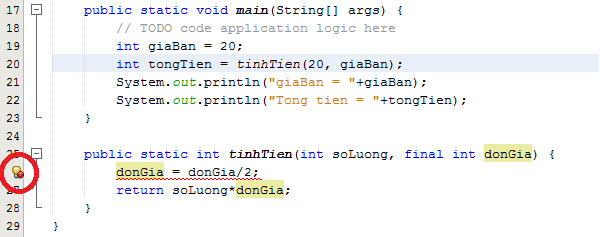 17 public static void main(String[] args) {
18 // TODO code application logic here
19 int giaBan = 20;
20 int tongTien = tinhTien(20, giaBan);
21 System.out.println("giaBan = "+giaBan);
22 System.out.println("Tong tien = "+tongTien);
23 }
24
25 public static int tinhTien(int soLuong, final int donGia) {
donGia = donGia/2;
27 return soLuong*donGia;
28 }
29 }